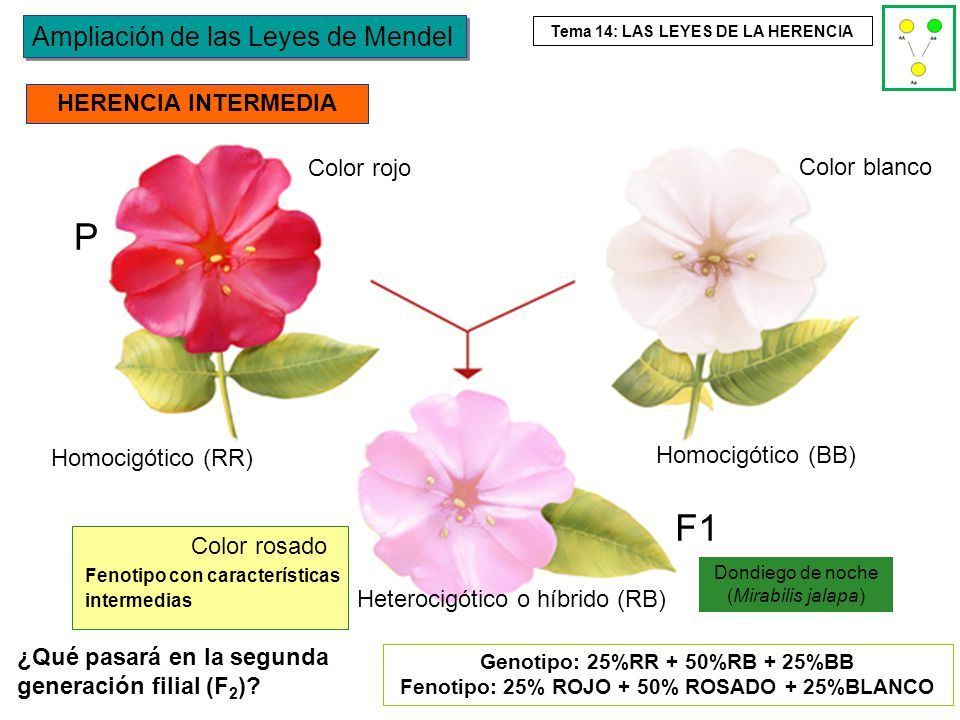 Ampliación de las Leyes de Mendel
Tema 14: LAS LEYES DE LA HERENCIA
AA
aa
Aa
HERENCIA INTERMEDIA
Color rojo
Color blanco
P
Homocigótico (RR)
Homocigótico (BB)
F1
Color rosado
Fenotipo con características
intermedias
Heterocigótico o híbrido (RB)
Dondiego de noche
(Mirabilis jalapa)
¿Qué pasará en la segunda
generación filial (F₂)?
Genotipo: 25%RR + 50%RB + 25%BB
Fenotipo: 25% ROJO + 50% ROSADO + 25%BLANCO